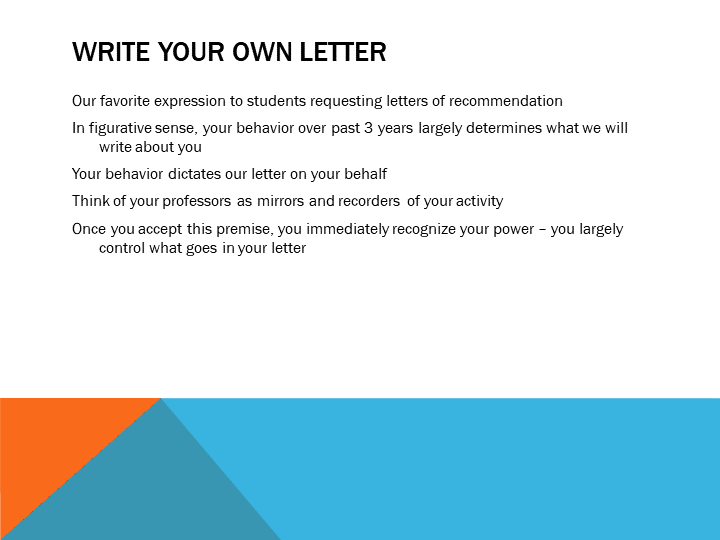 WRITE YOUR OWN LETTER
Our favorite expression to students requesting letters of recommendation
In figurative sense, your behavior over past 3 years largely determines what we will
write about you
Your behavior dictates our letter on your behalf
Think of your professors as mirrors and recorders of your activity
Once you accept this premise, you immediately recognize your power – you largely
control what goes in your letter